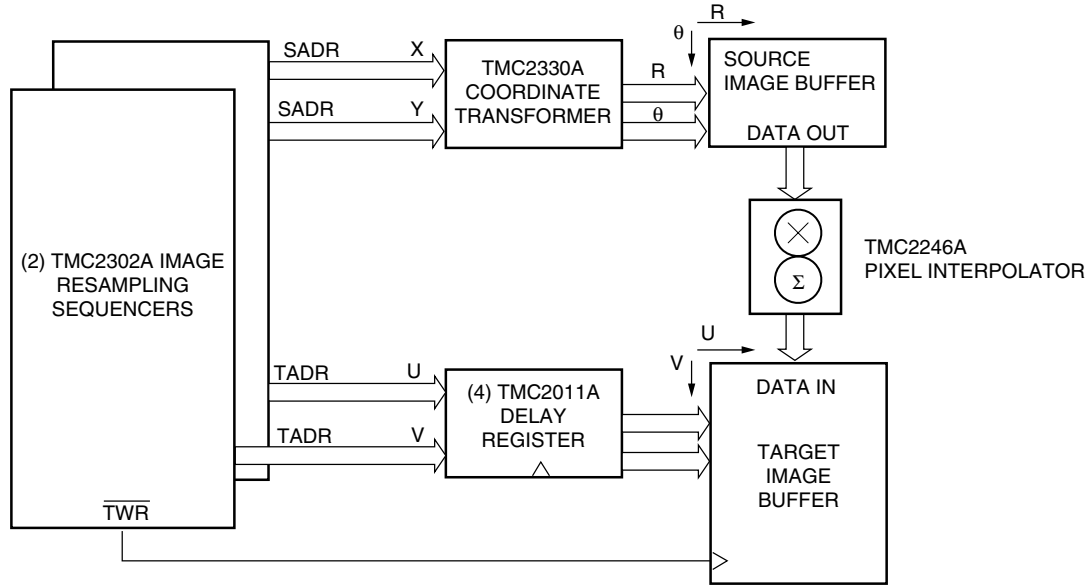 R
θ
SADR X
TMC2330A
COORDINATE
TRANSFORMER
R
θ
SADR Y
SOURCE
IMAGE BUFFER
DATA OUT
(2) TMC2302A IMAGE
RESAMPLING
SEQUENCERS
TWR
Σ
TMC2246A
PIXEL INTERPOLATOR
TADR U
TADR V
(4) TMC2011A
DELAY
REGISTER
U
V
DATA IN
TARGET
IMAGE
BUFFER